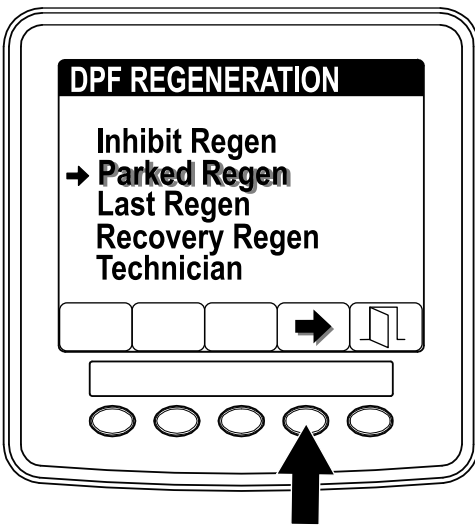 DPF REGENERATION
Inhibit Regen
Parked Regen
Last Regen
Recovery Regen
Technician